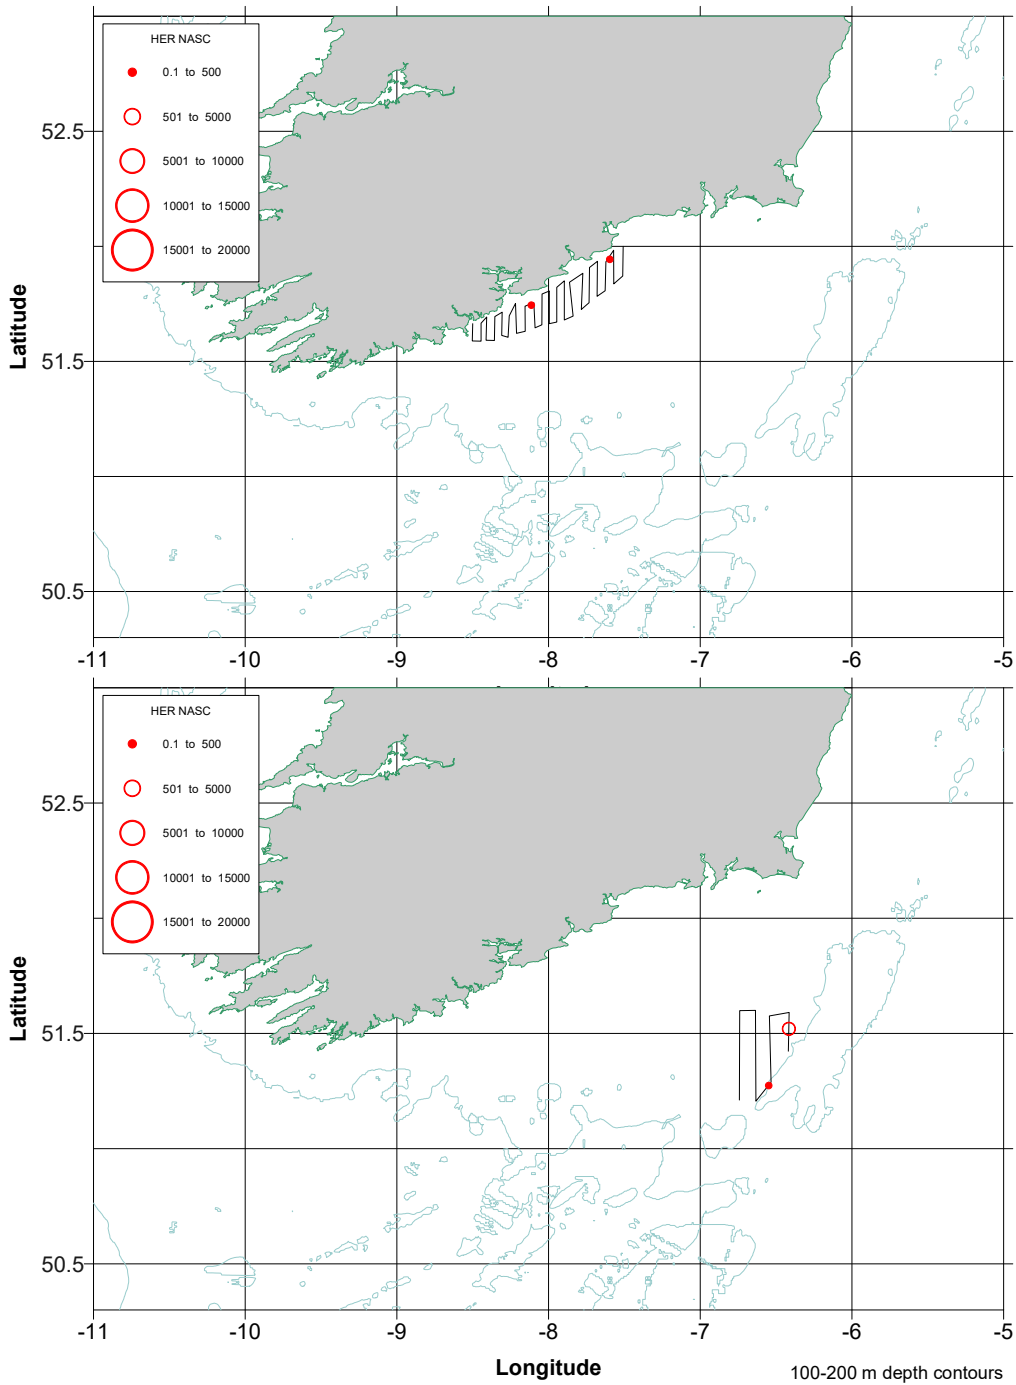 HER NASC
0.1 to 500
501 to 5000
5001 to 10000
10001 to 15000
15001 to 20000
52.5
51.5
50.5
Latitude
-11 -10 -9 -8 -7 -6 -5
HER NASC
0.1 to 500
501 to 5000
5001 to 10000
10001 to 15000
15001 to 20000
52.5
51.5
50.5
Latitude
-11 -10 -9 -8 -7 -6 -5
Longitude
100-200 m depth contours